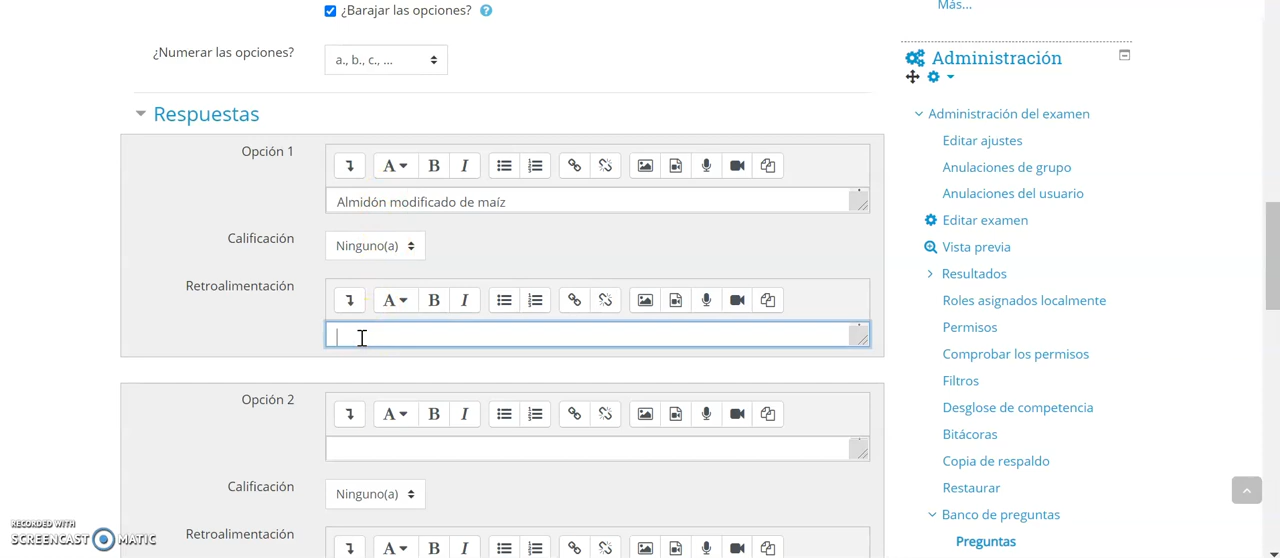 ¿Barajar las opciones?
Más...
¿Numerar las opciones?
a., b., c., ...
Administración
Respuestas
Administración del examen
Opción 1
Editar ajustes
A B I
Anulaciones de grupo
Almidón modificado de maíz
Anulaciones del usuario
Editar examen
Calificación
Ninguno(a)
Vista previa
Resultados
Retroalimentación
A B I
Roles asignados localmente
Permisos
Comprobar los permisos
Filtros
Opción 2
A B I
Desglose de competencia
Bitácoras
Copia de respaldo
Calificación
Ninguno(a)
Restaurar
Banco de preguntas
RECORDED WITH
SCREENCAST MATIC
Retroalimentación
A B I
Preguntas